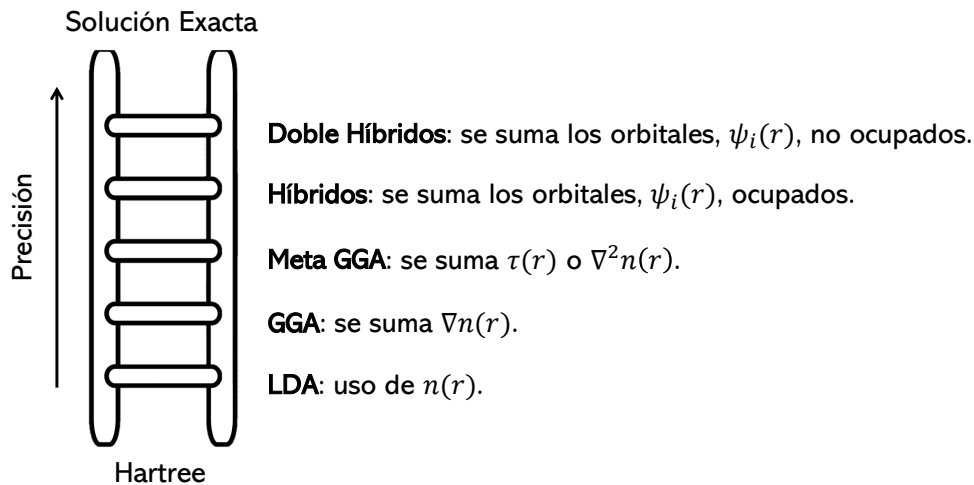 Solución Exacta
Precisión
Doble Híbridos: se suma los orbitales, ψᵢ(r), no ocupados.
Híbridos: se suma los orbitales, ψᵢ(r), ocupados.
Meta GGA: se suma τ(r) o ∇²n(r).
GGA: se suma ∇n(r).
LDA: uso de n(r).
Hartree